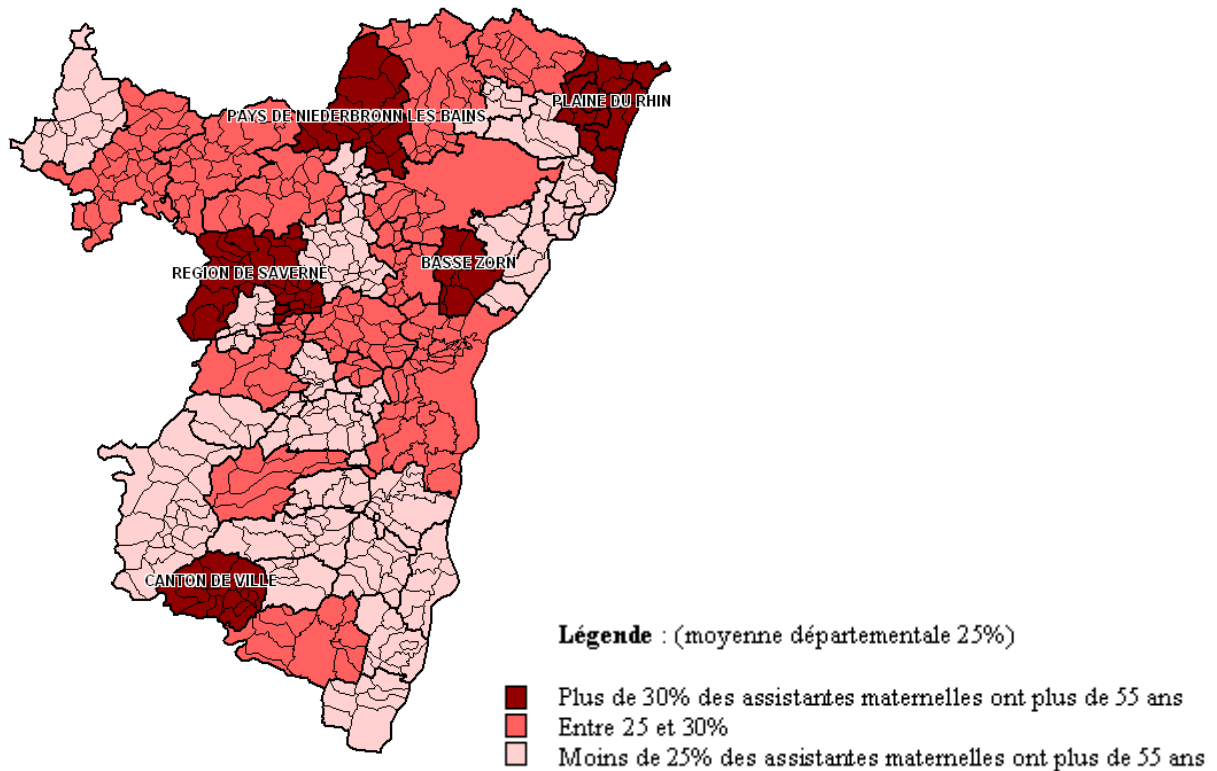 PLAINE DU RHIN
PAYS DE NIEDERBRONN LES BAINS
BASSE ZORN
REGION DE SAVERNE
CANTON DE VILLE
Légende : (moyenne départementale 25%)
Plus de 30% des assistantes maternelles ont plus de 55 ans
Entre 25 et 30%
Moins de 25% des assistantes maternelles ont plus de 55 ans